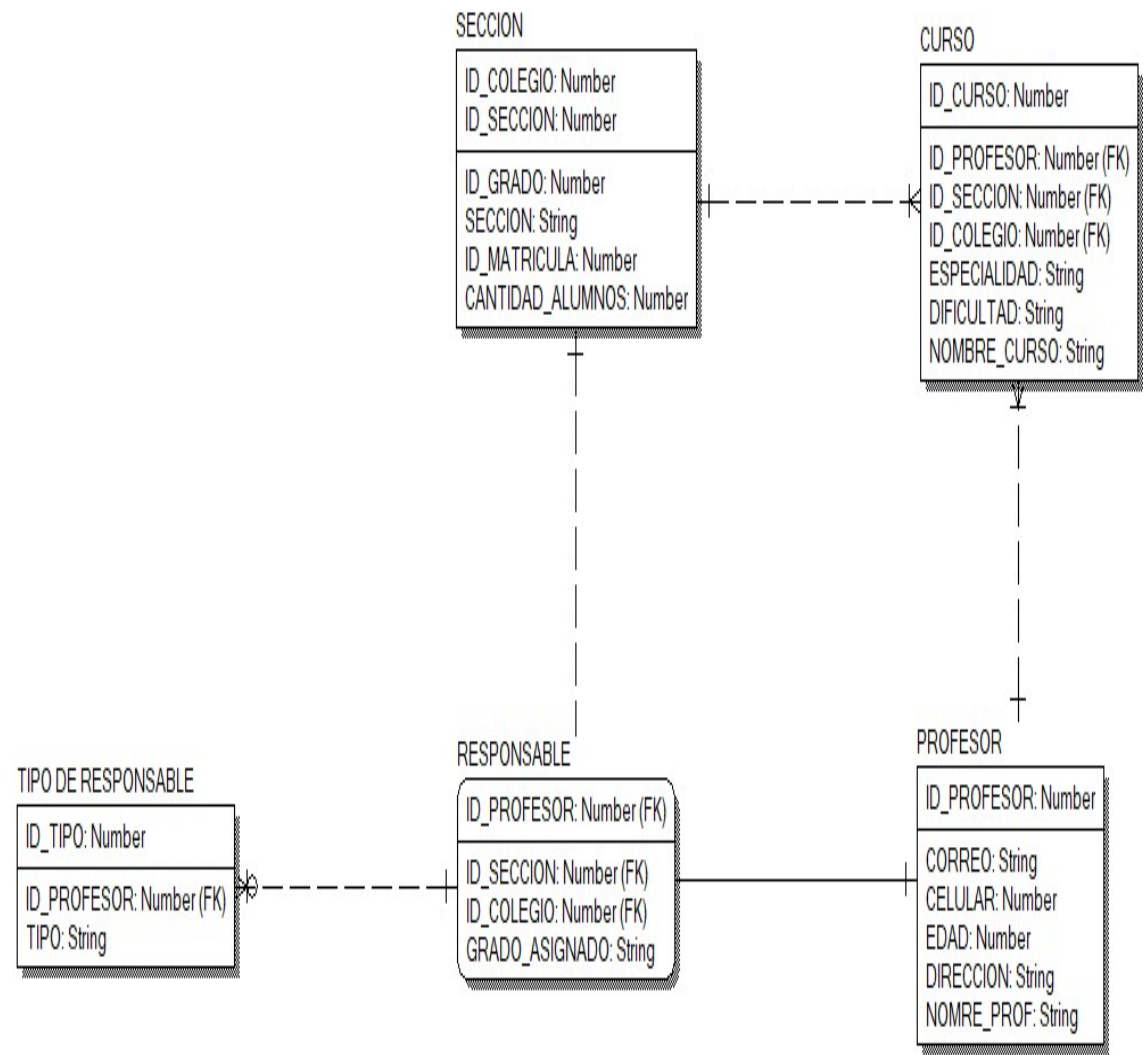 SECCION
ID_COLEGIO: Number
ID_SECCION: Number
ID_GRADO: Number
SECCION: String
ID_MATRICULA: Number
CANTIDAD_ALUMNOS: Number
CURSO
ID_CURSO: Number
ID_PROFESOR: Number (FK)
ID_SECCION: Number (FK)
ID_COLEGIO: Number (FK)
ESPECIALIDAD: String
DIFICULTAD: String
NOMBRE_CURSO: String
TIPO DE RESPONSABLE
ID_TIPO: Number
ID_PROFESOR: Number (FK)
TIPO: String
RESPONSABLE
ID_PROFESOR: Number (FK)
ID_SECCION: Number (FK)
ID_COLEGIO: Number (FK)
GRADO_ASIGNADO: String
PROFESOR
ID_PROFESOR: Number
CORREO: String
CELULAR: Number
EDAD: Number
DIRECCION: String
NOMRE_PROF: String